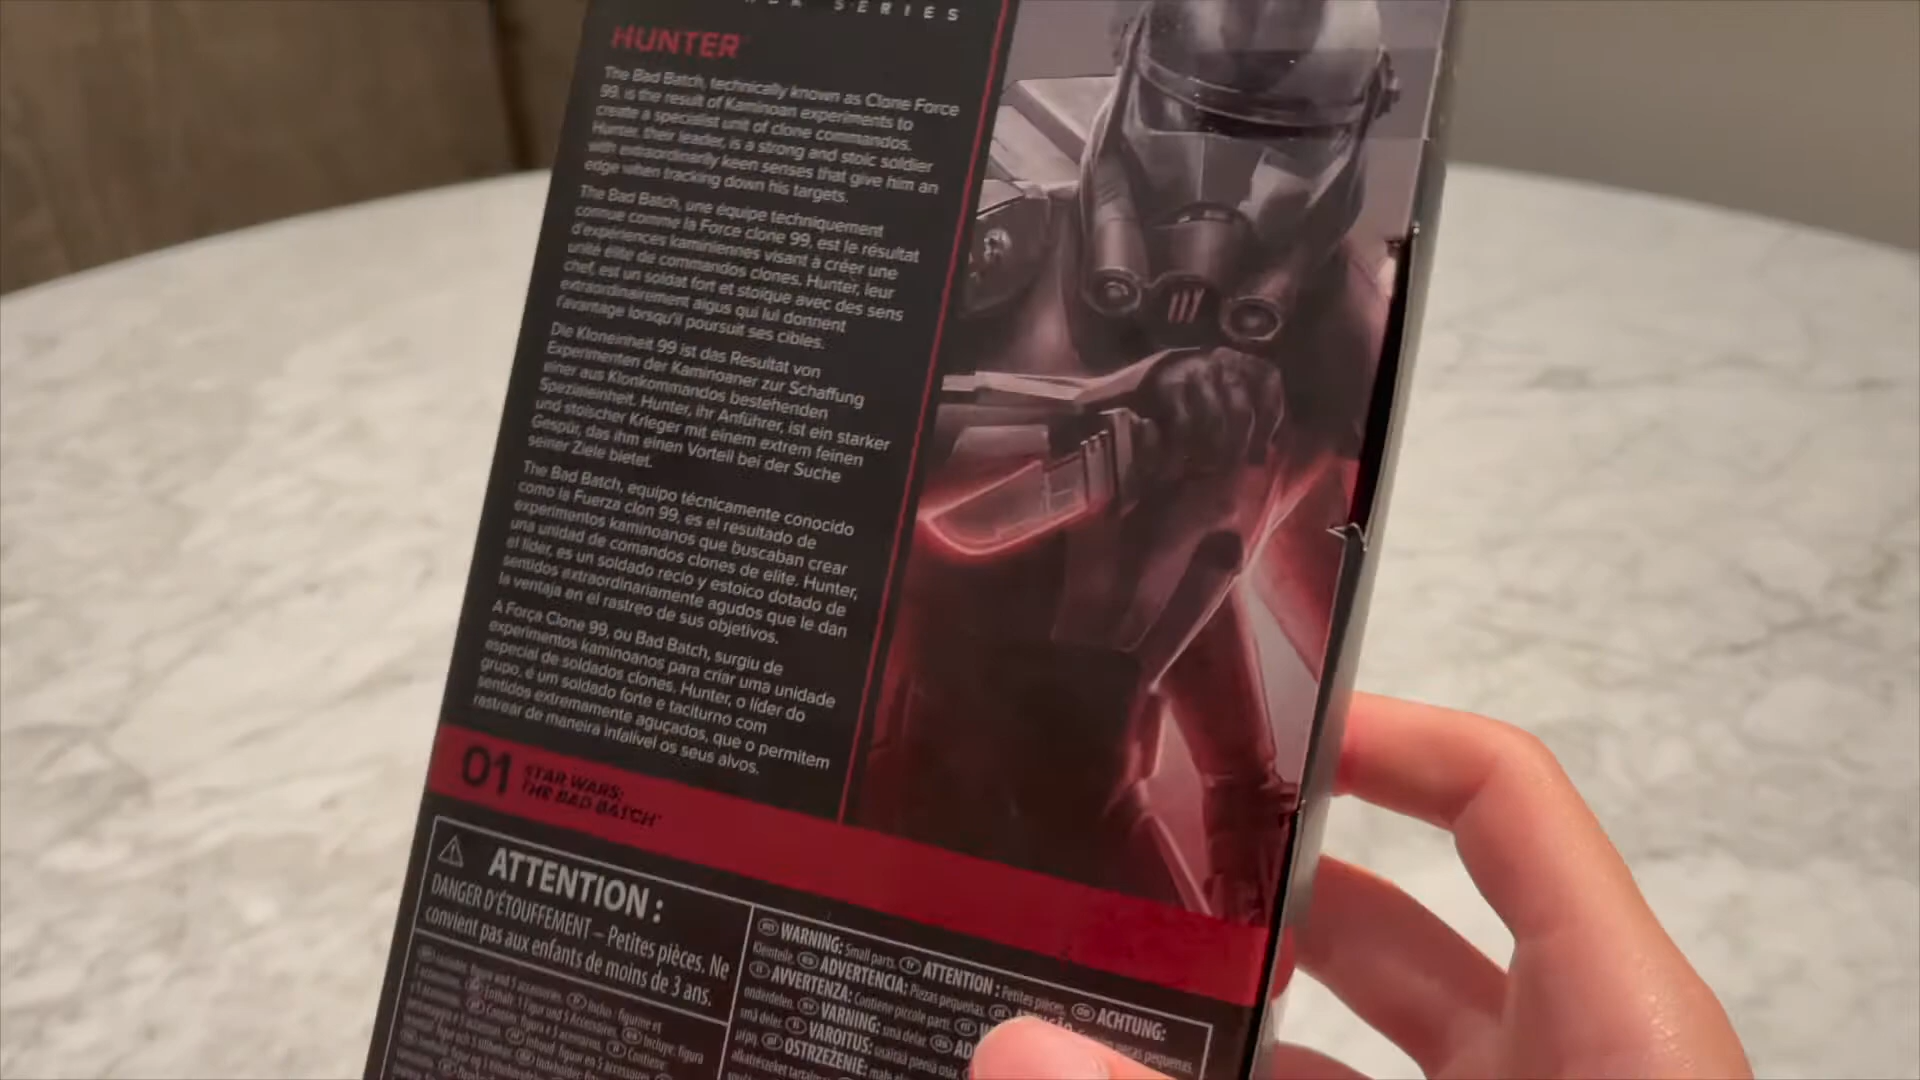 SERIES
HUNTER
The Bad Batch, technically known as Clone Force
99, is the result of Kaminoan experiments to
create a specialist unit of clone commandos.
Hunter, their leader, is a strong and stoic soldier
with extraordinarily keen senses that give him an
edge when tracking down his targets.
The Bad Batch, une équipe techniquement
connue comme la Force clone 99, est le résultat
d'expériences kaminiennes visant à créer une
unité élite de commandos clones. Hunter, leur
chef, est un soldat fort et stoïque avec des sens
extraordinairement aigus qui lui donnent
l'avantage lorsqu'il poursuit ses cibles.
Die Kloneinheit 99 ist das Resultat von
Experimenten der Kaminoaner zur Schaffung
einer aus Klonkommandos bestehenden
Spezialeinheit. Hunter, ihr Anführer, ist ein starker
und stoischer Krieger mit einem extrem feinen
Gespür, das ihm einen Vorteil bei der Suche
seiner Ziele bietet.
The Bad Batch, equipo técnicamente conocido
como la Fuerza clon 99, es el resultado de
experimentos kaminoanos que buscaban crear
una unidad de comandos clones de elite. Hunter,
el líder, es un soldado recio y estoico dotado de
sentidos extraordinariamente agudos que le dan
la ventaja en el rastreo de sus objetivos.
A Força Clone 99, ou Bad Batch, surgiu de
experimentos kaminoanos para criar uma unidade
especial de soldados clones. Hunter, o líder do
grupo, é um soldado forte e taciturno com
sentidos extremamente aguçados, que o permitem
rastrear de maneira infalível os seus alvos.
01 STAR WARS:
THE BAD BATCH™
ATTENTION :
DANGER D'ÉTOUFFEMENT – Petites pièces. Ne
convient pas aux enfants de moins de 3 ans.
WARNING: Small parts. ATTENTION : Petites pièces. ACHTUNG:
Kleinteile. ADVERTENCIA: Piezas pequeñas.
AVVERTENZA: Contiene piccole parti.
onderdelen. VARNING: små delar.
små deler. VAROITUS:
OSTRZEŻENIE: małe